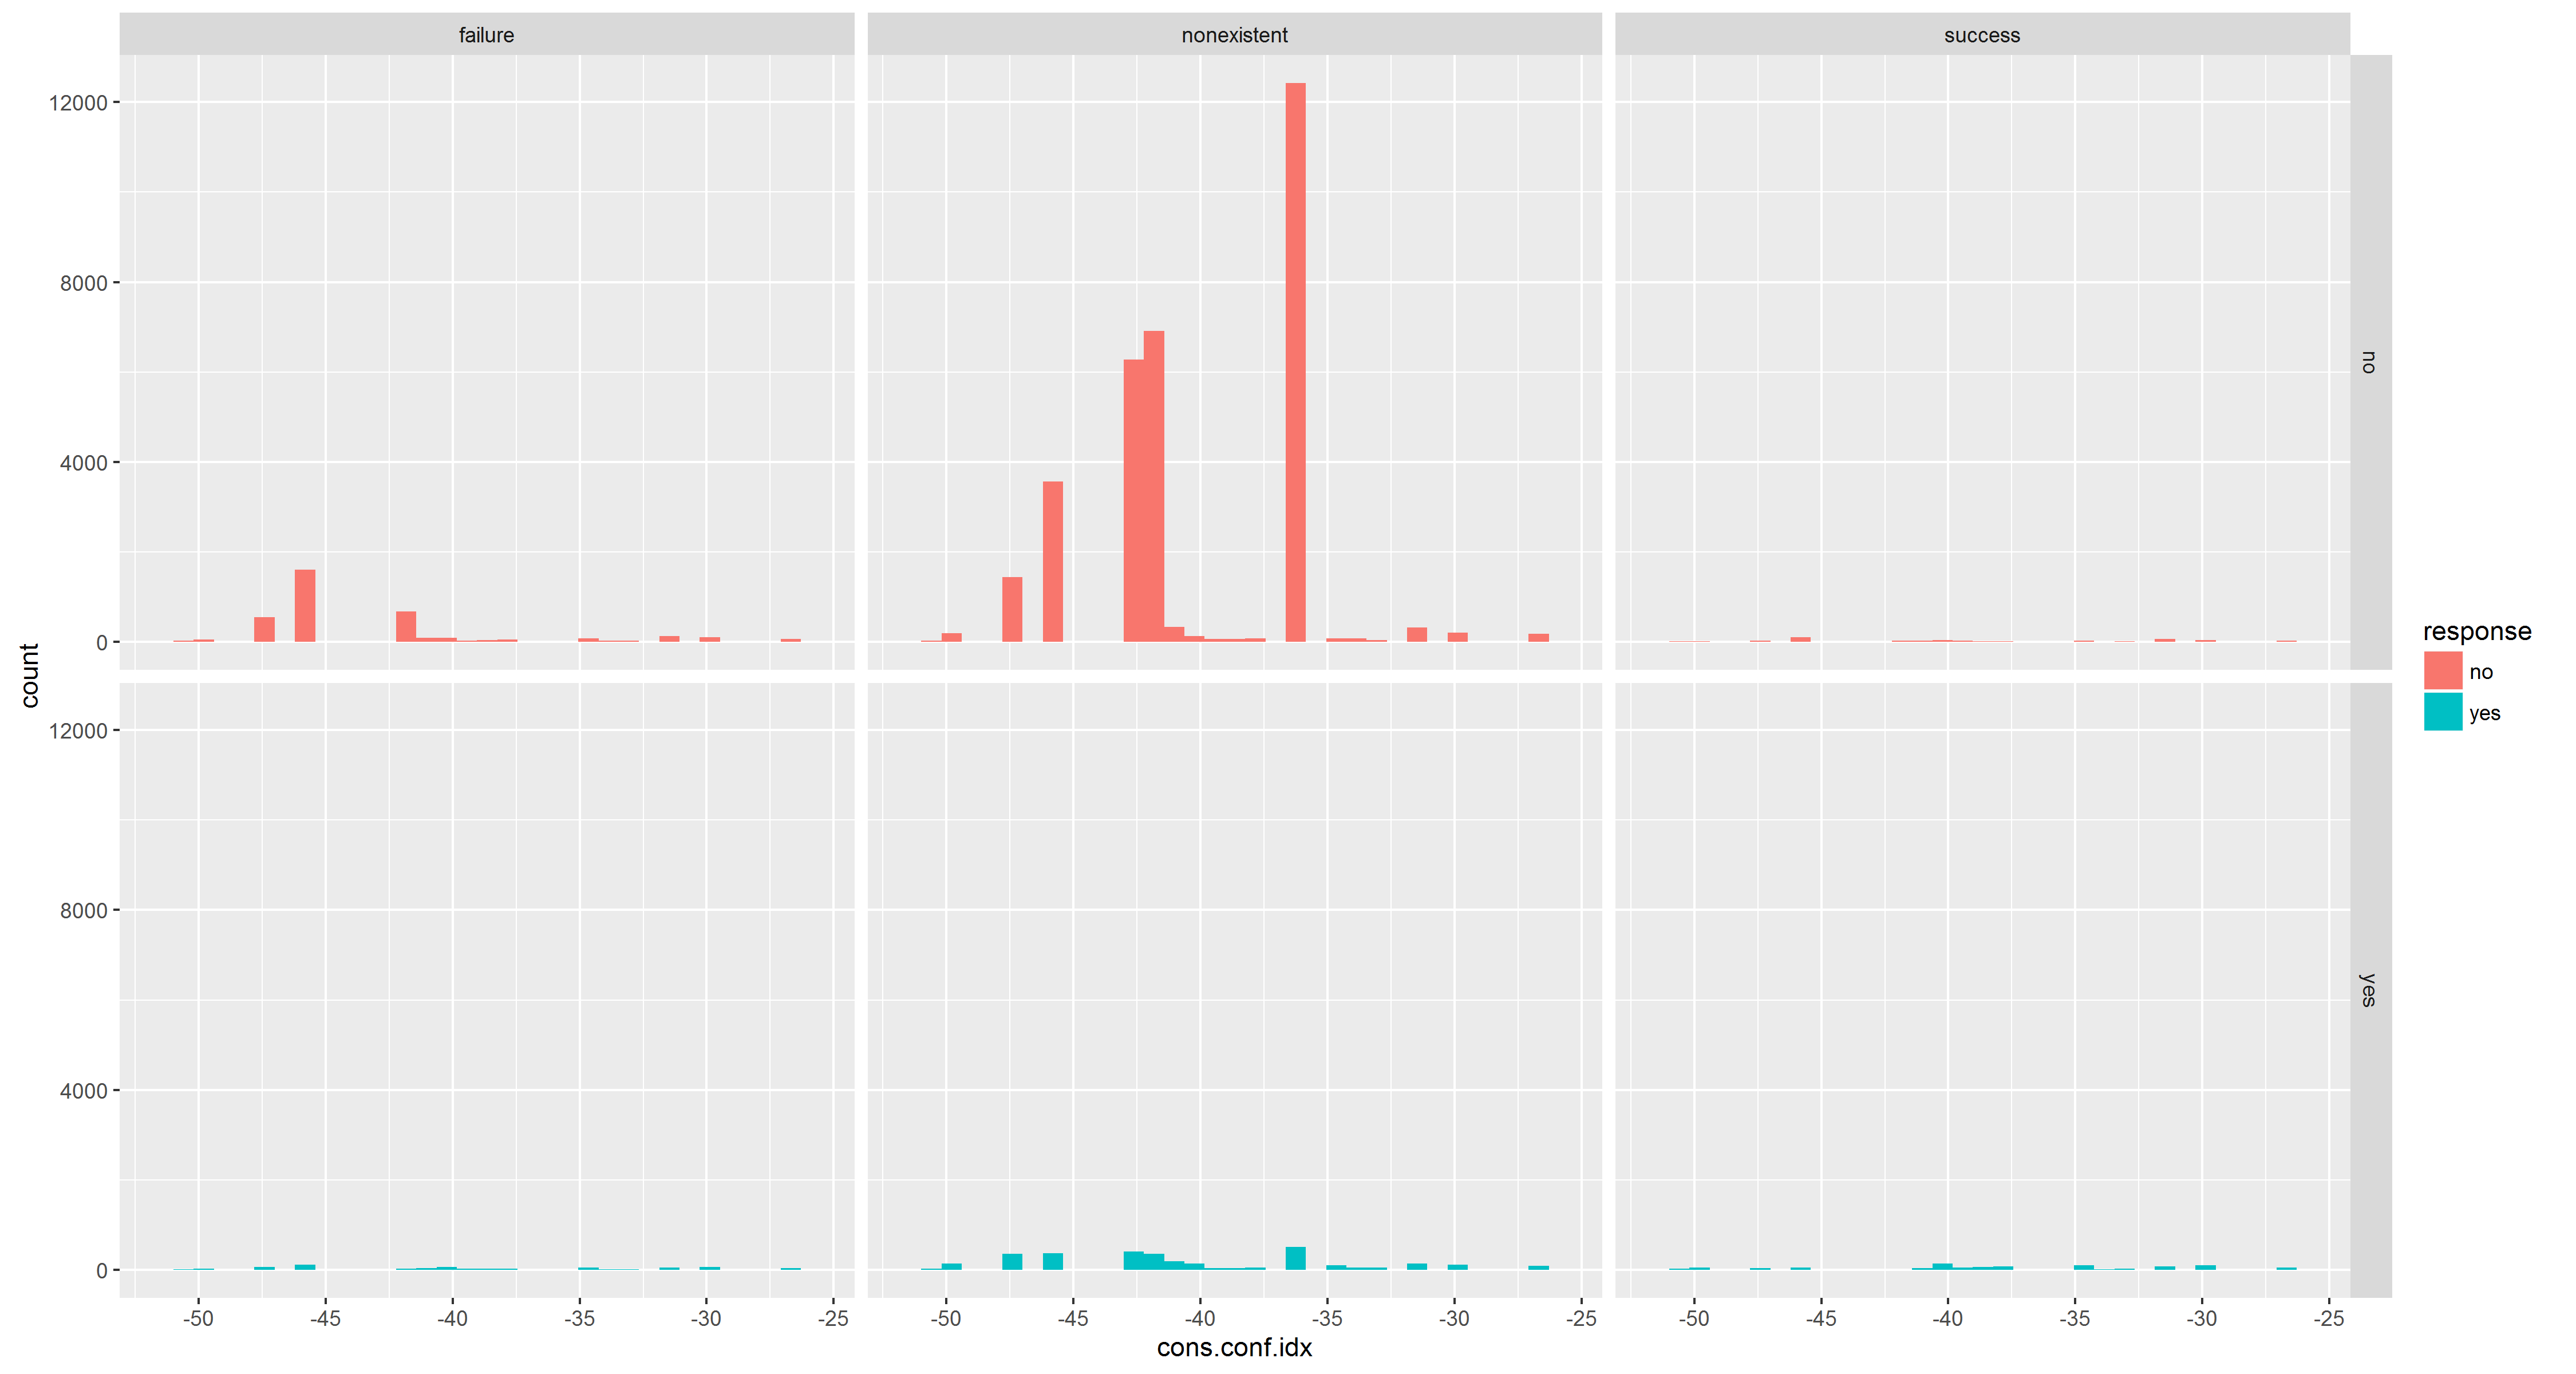 failure
nonexistent
success
12000
8000
4000
0
no
12000
8000
4000
0
yes
count
-50 -45 -40 -35 -30 -25
-50 -45 -40 -35 -30 -25
-50 -45 -40 -35 -30 -25
cons.conf.idx
response
no
yes